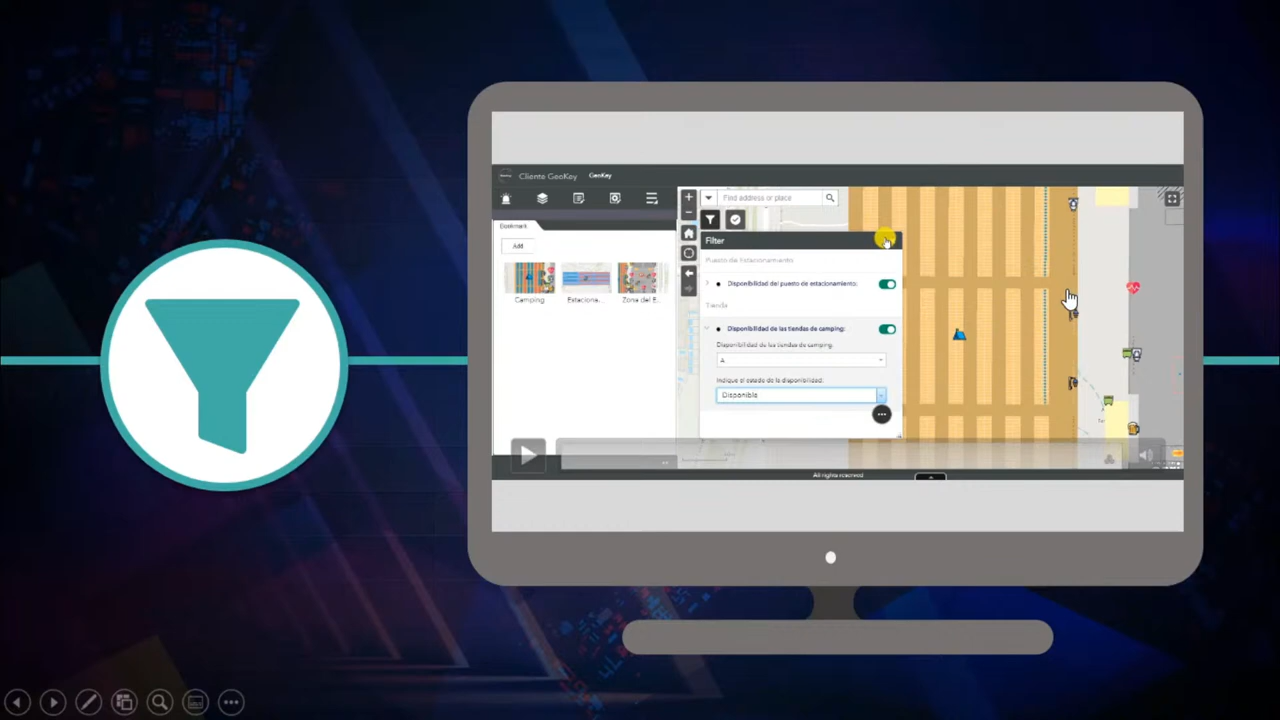 Cliente GeoKey GeoKey
Find address or place
Bookmark
Add
Camping
Estaciona...
Zona del E...
Filter
Puesto de Estacionamiento
Disponibilidad del puesto de estacionamiento:
Tienda
Disponibilidad de las tiendas de camping:
Disponibilidad de las tiendas de camping.
A
Indique el estado de la disponibilidad:
Disponible
All rights reserved